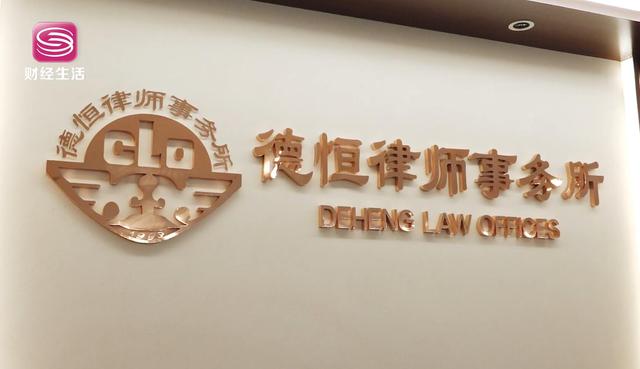 财经生活
德恒律师事务所
clo
1993
德恒律师事务所
DEHENG LAW OFFICES